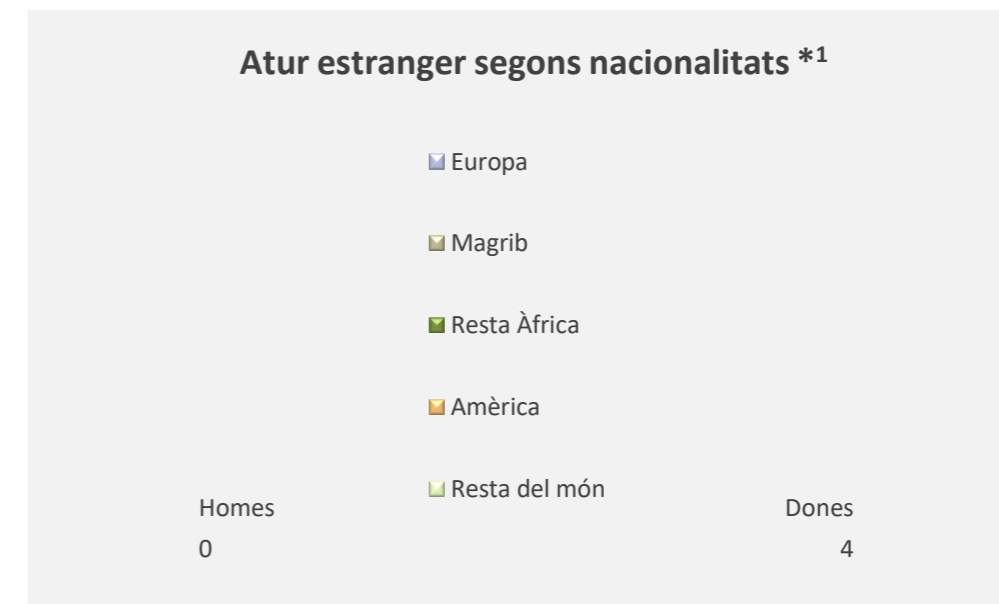 Atur estranger segons nacionalitats *1
Europa
Magrib
Resta Àfrica
Amèrica
Resta del món
Homes
Dones
0
4